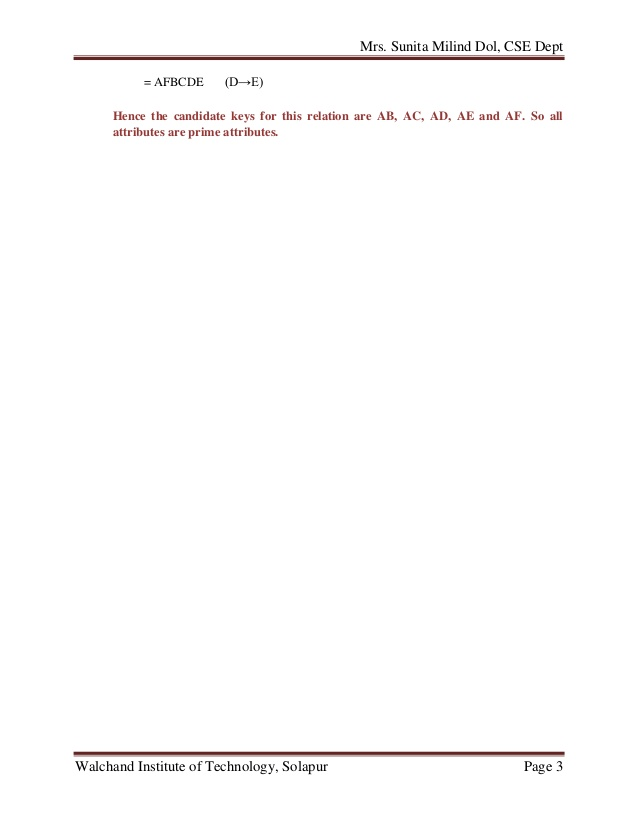 Mrs. Sunita Milind Dol, CSE Dept
= AFBCDE (D→E)
Hence the candidate keys for this relation are AB, AC, AD, AE and AF. So all
attributes are prime attributes.
Walchand Institute of Technology, Solapur Page 3